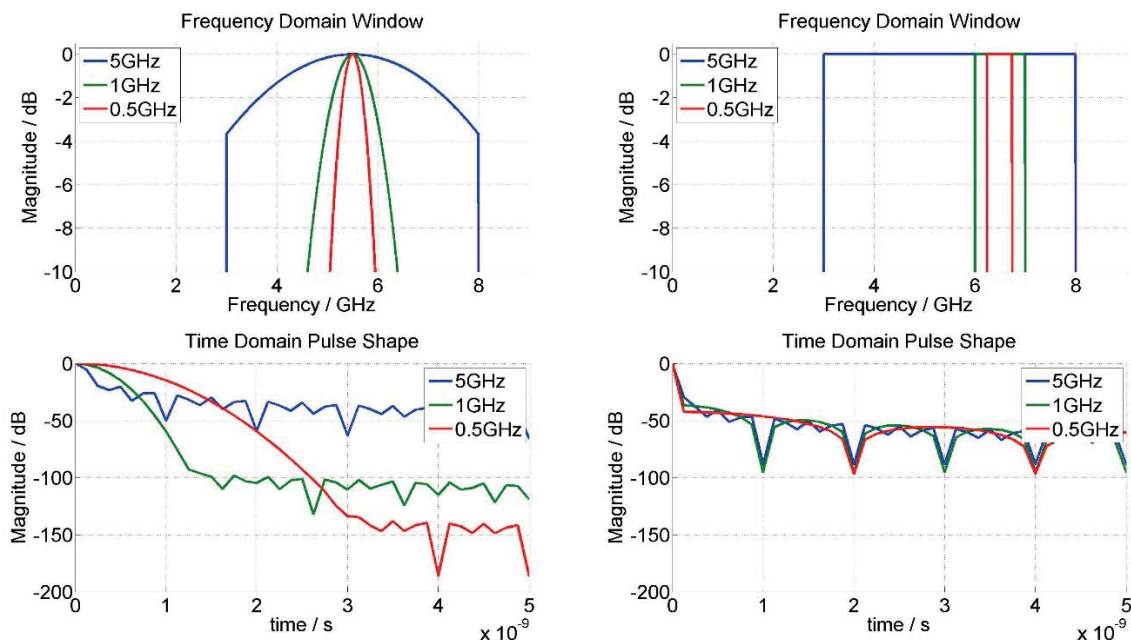 Frequency Domain Window
0
-2
-4
-6
-8
-10
Magnitude / dB
5GHz
1GHz
0.5GHz
0 2 4 6 8
Frequency / GHz
Frequency Domain Window
0
-2
-4
-6
-8
-10
Magnitude / dB
5GHz
1GHz
0.5GHz
0 2 4 6 8
Frequency / GHz
Time Domain Pulse Shape
0
-50
-100
-150
-200
Magnitude / dB
5GHz
1GHz
0.5GHz
0 1 2 3 4 5
time / s
x 10-9
Time Domain Pulse Shape
0
-50
-100
-150
-200
Magnitude / dB
5GHz
1GHz
0.5GHz
0 1 2 3 4 5
time / s
x 10-9